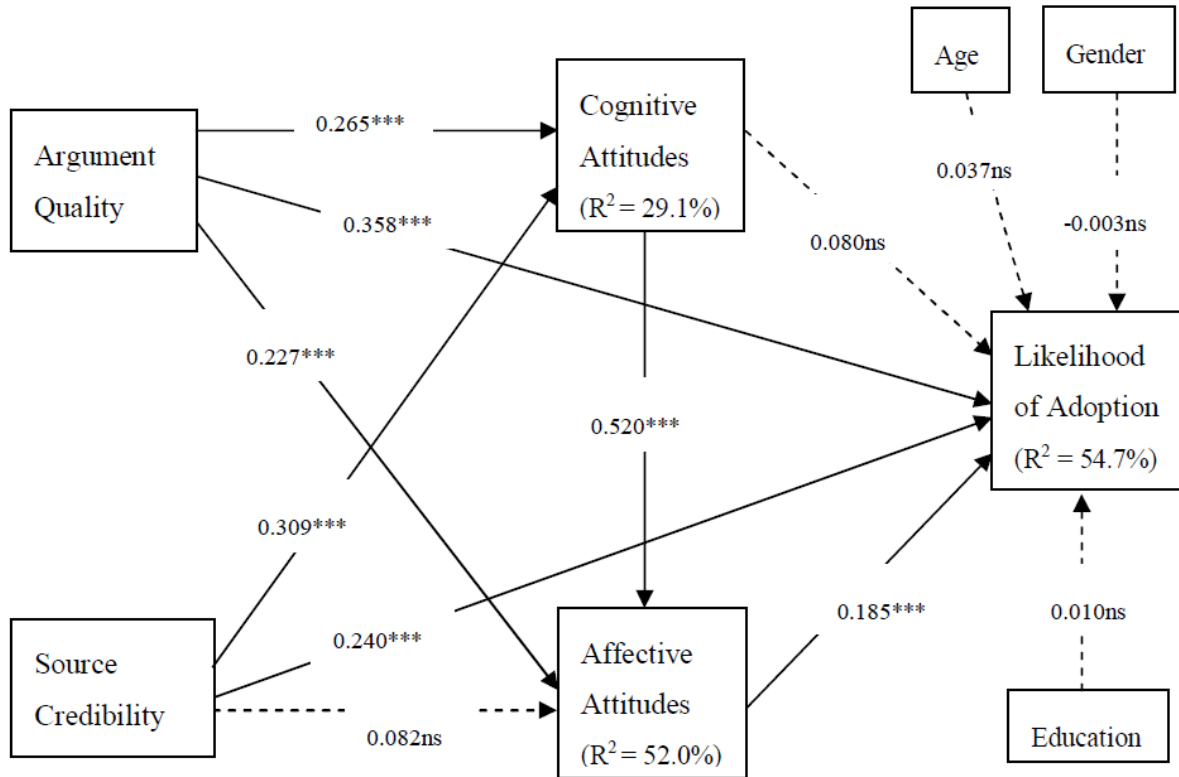 Age
Gender
Cognitive
Attitudes
(R² = 29.1%)
0.265***
Argument
Quality
0.037ns
0.358***
-0.003ns
0.080ns
Likelihood
of Adoption
(R² = 54.7%)
0.227***
0.520***
0.309***
0.185***
0.010ns
0.240***
Source
Credibility
Affective
Attitudes
(R² = 52.0%)
0.082ns
Education